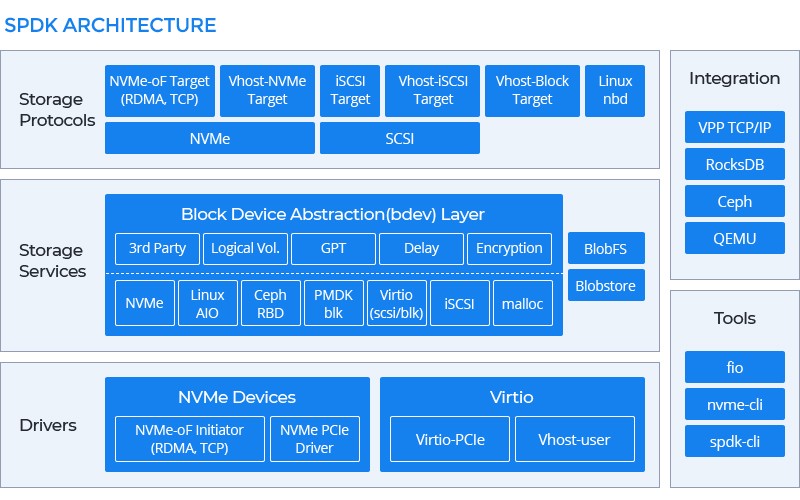 SPDK ARCHITECTURE
Storage
Protocols
NVMe-oF Target
(RDMA, TCP)
Vhost-NVMe
Target
iSCSI
Target
Vhost-iSCSI
Target
Vhost-Block
Target
Linux
nbd
NVMe
SCSI
Storage
Services
Block Device Abstraction(bdev) Layer
3rd Party
Logical Vol.
GPT
Delay
Encryption
NVMe
Linux
AIO
Ceph
RBD
PMDK
blk
Virtio
(scsi/blk)
iSCSI
malloc
BlobFS
Blobstore
Drivers
NVMe Devices
NVMe-oF Initiator
(RDMA, TCP)
NVMe PCIe
Driver
Virtio
Virtio-PCIe
Vhost-user
Integration
VPP TCP/IP
RocksDB
Ceph
QEMU
Tools
fio
nvme-cli
spdk-cli